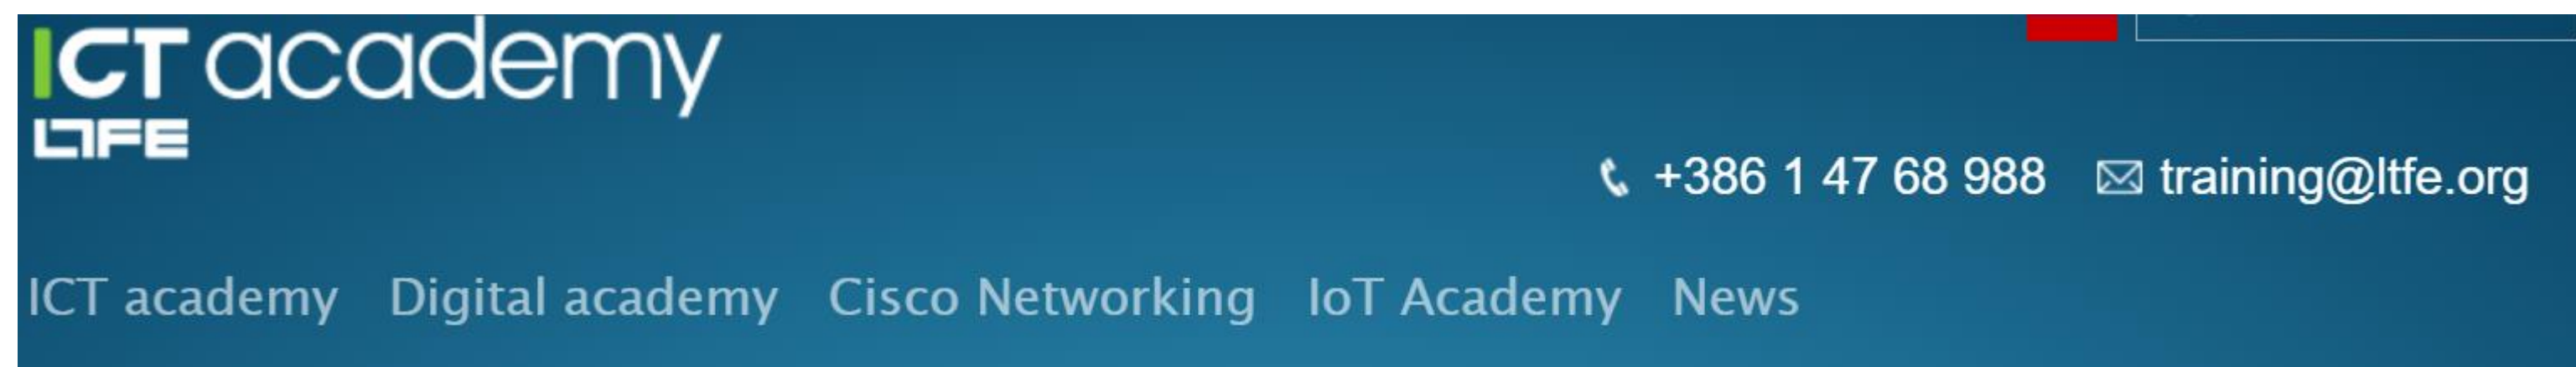 ICT academy
LTFE
+386 1 47 68 988 training@ltfe.org
ICT academy Digital academy Cisco Networking IoT Academy News